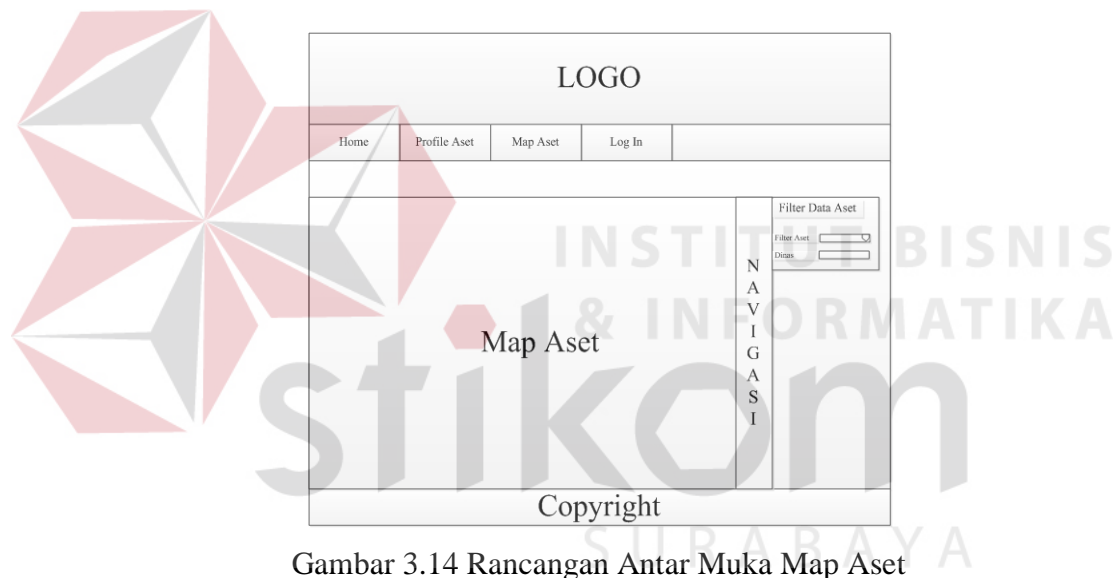 LOGO
Home
Profile Aset
Map Aset
Log In
Filter Data Aset
Filter Aset
Dinas
NAVIGASI
Map Aset
Copyright
INSTITUT BISNIS
& INFORMATIKA
stikom
SURABAYA
Gambar 3.14 Rancangan Antar Muka Map Aset